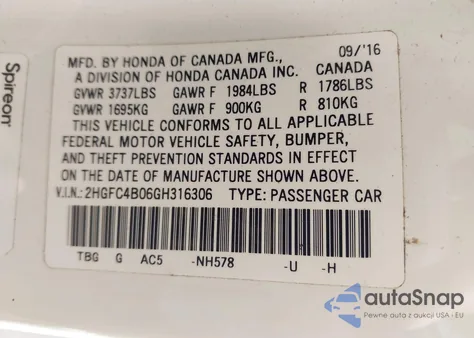 Spireon
MFD. BY HONDA OF CANADA MFG., 09/'16
A DIVISION OF HONDA CANADA INC. CANADA
GVWR 3737LBS GAWR F 1984LBS R 1786LBS
GVWR 1695KG GAWR F 900KG R 810KG
THIS VEHICLE CONFORMS TO ALL APPLICABLE
FEDERAL MOTOR VEHICLE SAFETY, BUMPER,
AND THEFT PREVENTION STANDARDS IN EFFECT
ON THE DATE OF MANUFACTURE SHOWN ABOVE.
V.I.N.:2HGFC4B06GH316306 TYPE: PASSENGER CAR
TBG G AC5 -NH578 -U -H
autoSnap
Pewne auta z aukcji USA - EU